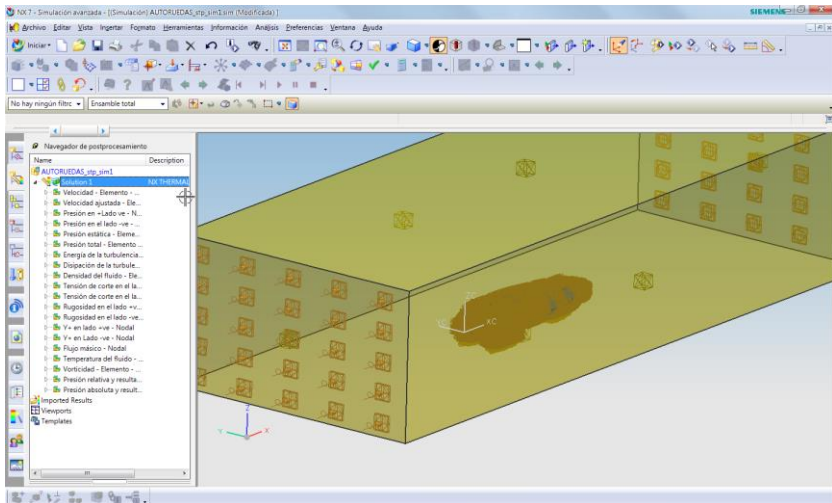 NX 7 - Simulación avanzada - [(Simulación) AUTORUEDAS_stp_sim1.sim (Modificada) ]
SIEMENS
Archivo Editar Vista Insertar Formato Herramientas Información Análisis Preferencias Ventana Ayuda
Iniciar
No hay ningún filtro Ensamble total
Navegador de postprocesamiento
Name Description
AUTORUEDAS_stp_sim1
Solution 1 NX THERMAL
Velocidad - Elemento - ...
Velocidad ajustada - Ele...
Presión en +Lado ve - N...
Presión en el lado -ve - ...
Presión estática - Eleme...
Presión total - Elemento ...
Energía de la turbulencia...
Disipación de la turbule...
Densidad del fluido - Ele...
Tensión de corte en el la...
Tensión de corte en el la...
Rugosidad en el lado +v...
Rugosidad en el lado -ve...
Y+ en lado +ve - Nodal
Y+ en Lado -ve - Nodal
Flujo másico - Nodal
Temperatura del fluido - ...
Vorticidad - Elemento - ...
Presión relativa y resulta...
Presión absoluta y result...
Imported Results
Viewports
Templates
ZC
XC
Z
Y
X